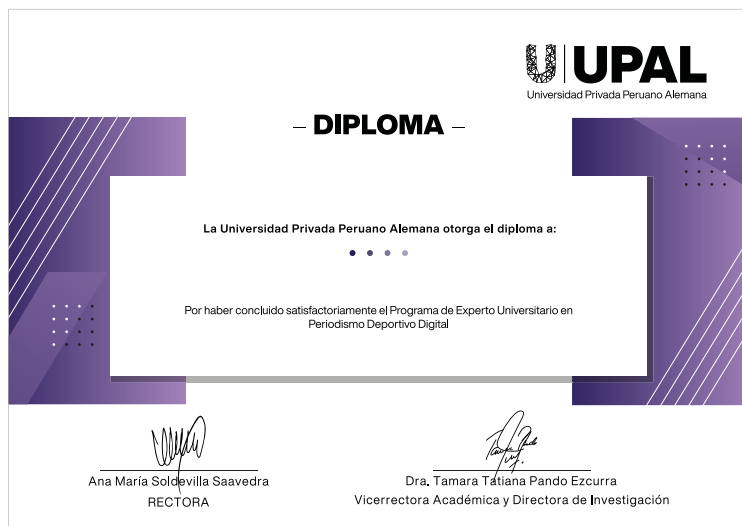 UPAL
Universidad Privada Peruano Alemana
– DIPLOMA –
La Universidad Privada Peruano Alemana otorga el diploma a:
Por haber concluido satisfactoriamente el Programa de Experto Universitario en
Periodismo Deportivo Digital
Ana María Soldevilla Saavedra
RECTORA
Dra. Tamara Tatiana Pando Ezcurra
Vicerrectora Académica y Directora de Investigación